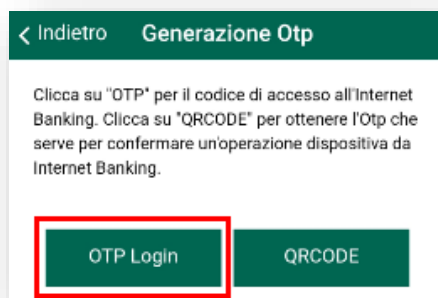 Indietro Generazione Otp
Clicca su "OTP" per il codice di accesso all'Internet
Banking. Clicca su "QRCODE" per ottenere l'Otp che
serve per confermare un'operazione dispositiva da
Internet Banking.
OTP Login QRCODE